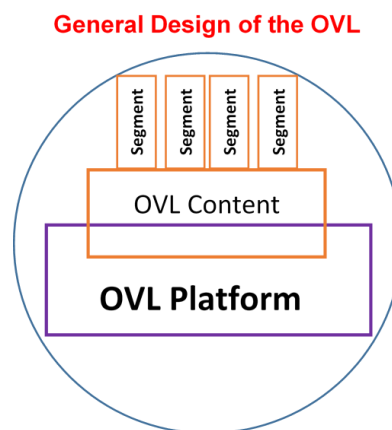 General Design of the OVL
Segment
Segment
Segment
Segment
OVL Content
OVL Platform